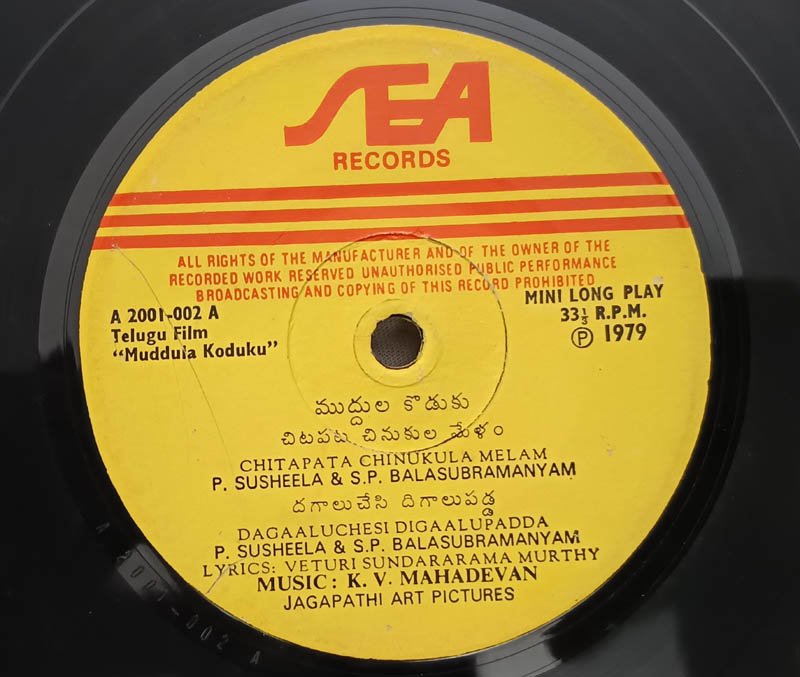 SEA
RECORDS
ALL RIGHTS OF THE MANUFACTURER AND OF THE OWNER OF THE
RECORDED WORK RESERVED UNAUTHORISED PUBLIC PERFORMANCE
BROADCASTING AND COPYING OF THIS RECORD PROHIBITED
A 2001-002 A
Telugu Film
"Muddula Koduku"
MINI LONG PLAY
33⅓ R.P.M.
Ⓟ 1979
ముద్దుల కొడుకు
చిటపట చినుకుల మేళం
CHITAPATA CHINUKULA MELAM
P. SUSHEELA & S.P. BALASUBRAMANYAM
దగాలుచేసి దిగాలుపడ్డ
DAGAALUCHESI DIGAALUPADDA
P. SUSHEELA & S.P. BALASUBRAMANYAM
LYRICS: VETURI SUNDARARAMA MURTHY
MUSIC: K. V. MAHADEVAN
JAGAPATHI ART PICTURES
A 2001-002 A